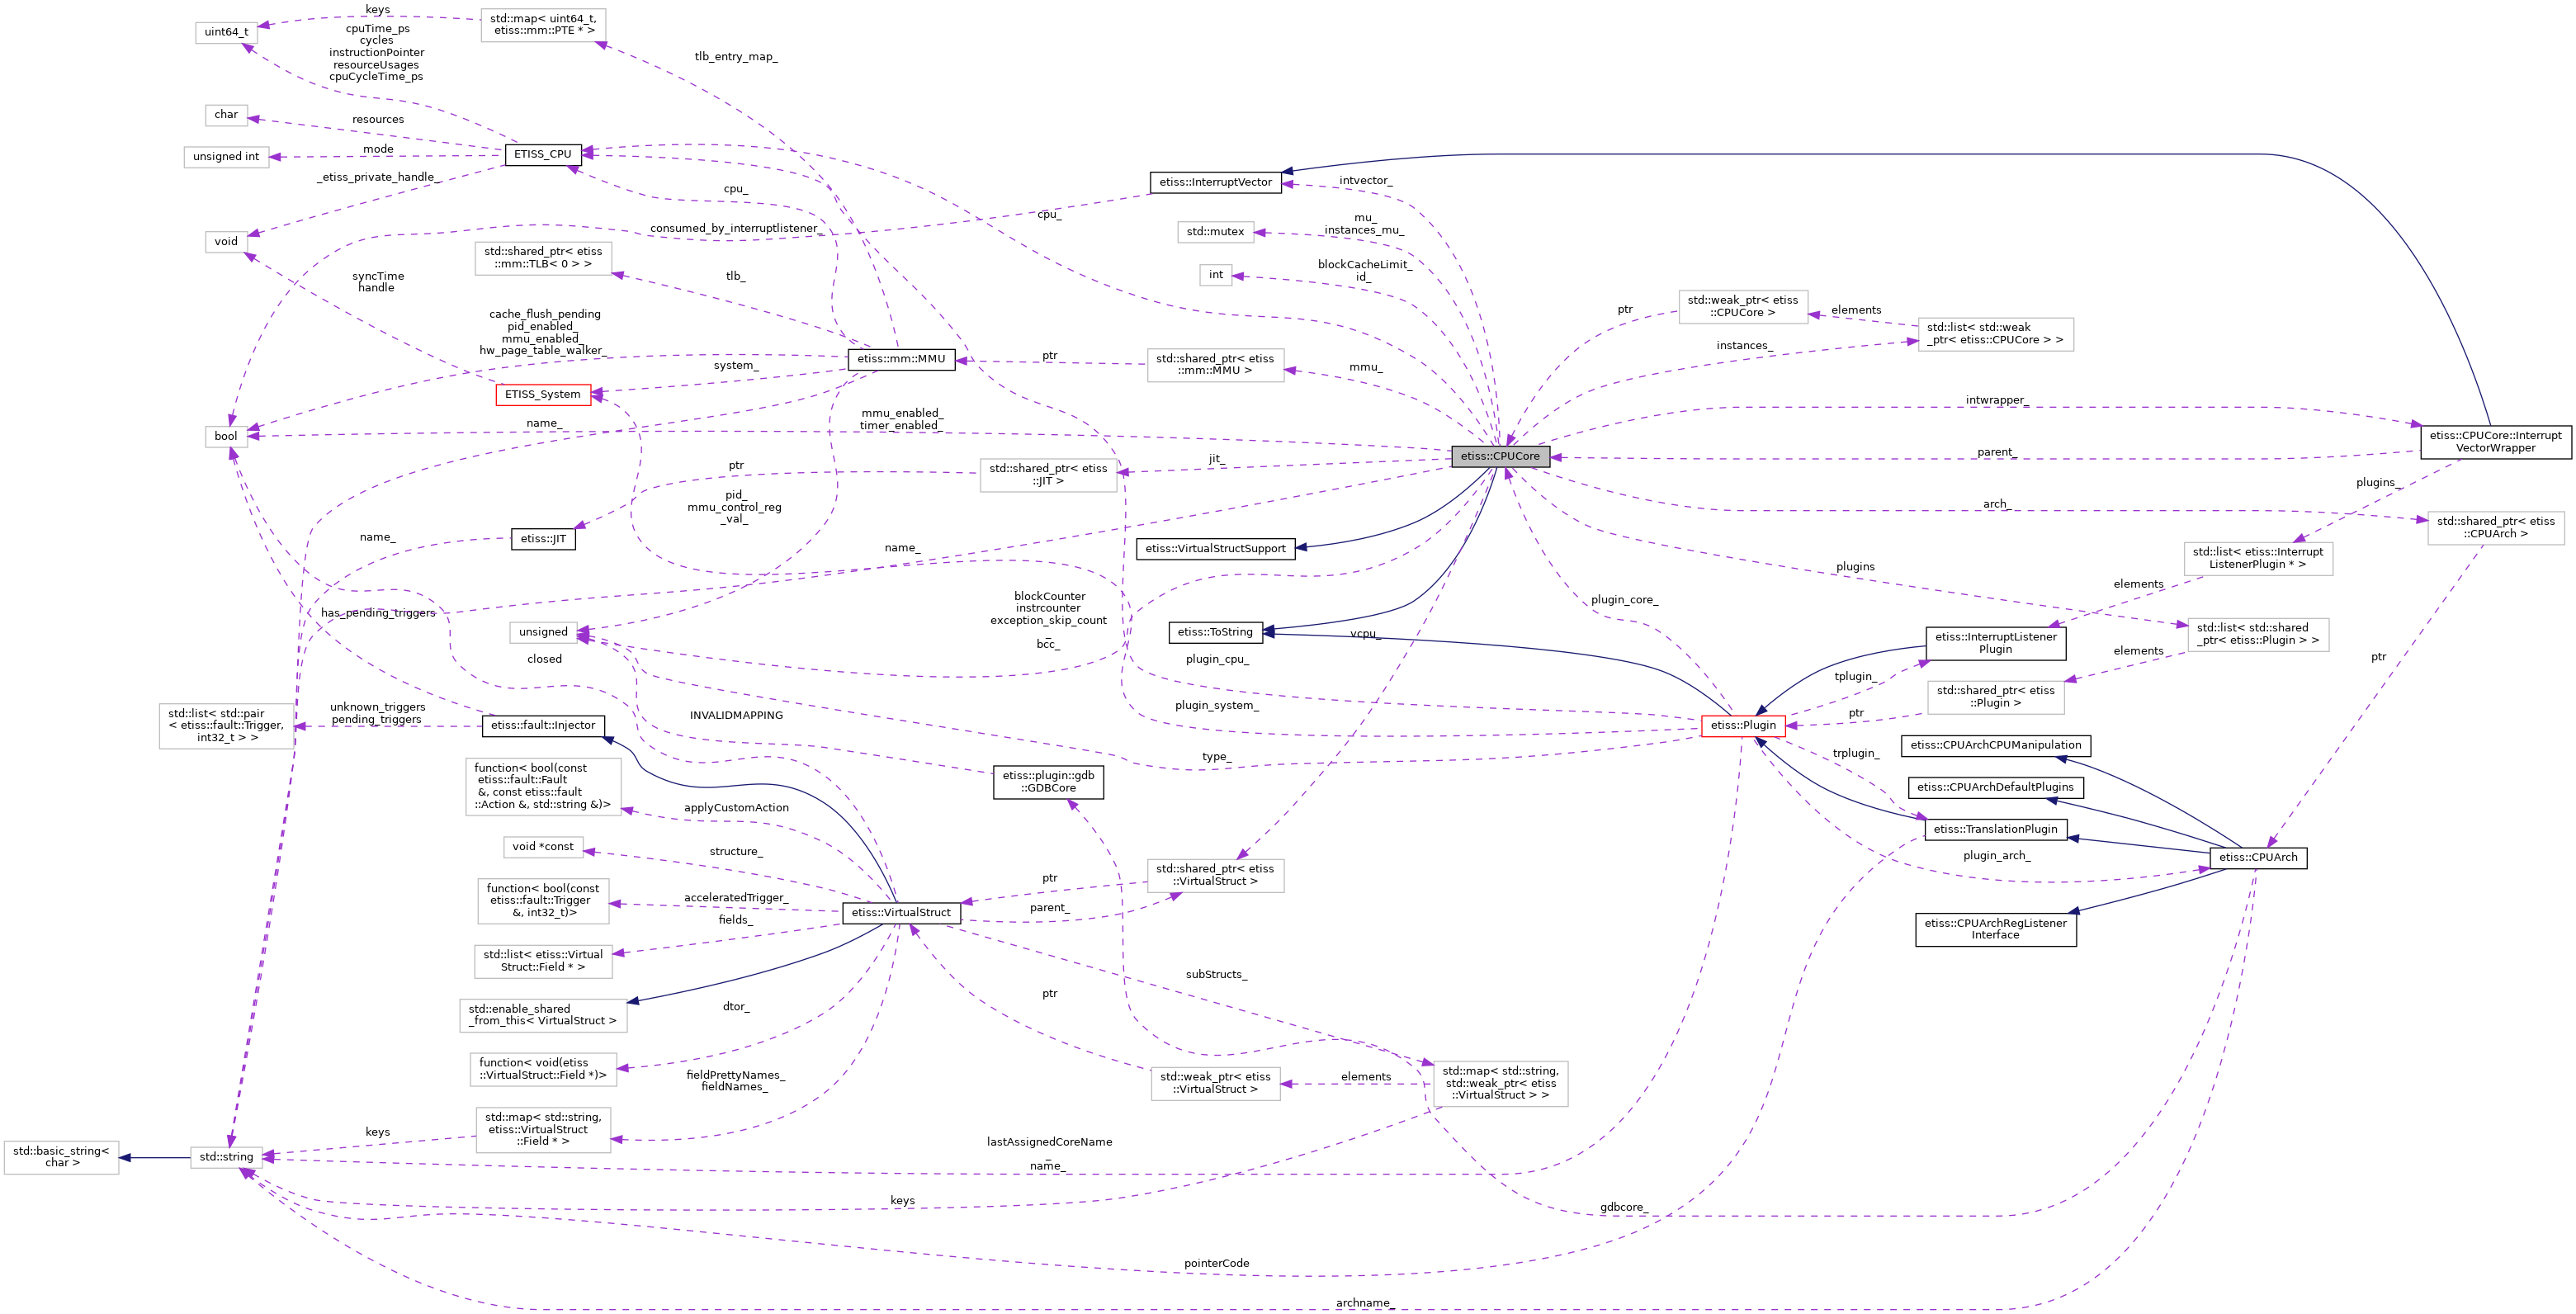 keys
std::map< uint64_t,
etiss::mm::PTE * >
uint64_t
cpuTime_ps
cycles
instructionPointer
resourceUsages
cpuCycleTime_ps
tlb_entry_map_
char
resources
unsigned int
mode
ETISS_CPU
_etiss_private_handle_
cpu_
etiss::InterruptVector
intvector_
cpu_
consumed_by_interruptlistener_
void
std::shared_ptr< etiss
::mm::TLB< 0 > >
tlb_
syncTime
handle
std::mutex
mu_
instances_mu_
int
blockCacheLimit_
id_
cache_flush_pending
pid_enabled_
mmu_enabled_
hw_page_table_walker_
etiss::mm::MMU
ptr
std::shared_ptr< etiss
::mm::MMU >
mmu_
system_
ETISS_System
ptr
std::weak_ptr< etiss
::CPUCore >
elements
std::list< std::weak
_ptr< etiss::CPUCore > >
instances_
intwrapper_
bool
name_
mmu_enabled_
timer_enabled_
etiss::CPUCore
parent_
etiss::CPUCore::Interrupt
VectorWrapper
ptr
std::shared_ptr< etiss
::JIT >
jit_
plugins_
pid_
mmu_control_reg
_val_
arch_
std::shared_ptr< etiss
::CPUArch >
name_
etiss::JIT
name_
etiss::VirtualStructSupport
std::list< etiss::Interrupt
ListenerPlugin * >
plugins
elements
has_pending_triggers
unsigned
blockCounter
instrcounter
exception_skip_count
_
bcc_
etiss::ToString
vcpu_
plugin_core_
etiss::InterruptListener
Plugin
std::list< std::shared
_ptr< etiss::Plugin > >
closed
plugin_cpu_
elements
ptr
tplugin_
std::shared_ptr< etiss
::Plugin >
std::list< std::pair
< etiss::fault::Trigger,
int32_t > >
unknown_triggers
pending_triggers
etiss::fault::Injector
INVALIDMAPPING
plugin_system_
etiss::Plugin
ptr
type_
trplugin_
etiss::CPUArchCPUManipulation
function< bool(const
etiss::fault::Fault
&, const etiss::fault
::Action &, std::string &)>
applyCustomAction
etiss::plugin::gdb
::GDBCore
etiss::CPUArchDefaultPlugins
etiss::TranslationPlugin
void *const
structure_
plugin_arch_
etiss::CPUArch
function< bool(const
etiss::fault::Trigger
&, int32_t)>
acceleratedTrigger_
ptr
std::shared_ptr< etiss
::VirtualStruct >
etiss::VirtualStruct
parent_
fields_
std::list< etiss::Virtual
Struct::Field * >
etiss::CPUArchRegListener
Interface
subStructs_
std::enable_shared
_from_this< VirtualStruct >
dtor_
ptr
function< void(etiss
::VirtualStruct::Field *)>
fieldPrettyNames_
fieldNames_
std::weak_ptr< etiss
::VirtualStruct >
elements
std::map< std::string,
std::weak_ptr< etiss
::VirtualStruct > >
std::map< std::string,
etiss::VirtualStruct
::Field * >
keys
std::basic_string<
char >
std::string
lastAssignedCoreName
_
name_
keys
gdbcore_
pointerCode
archname_